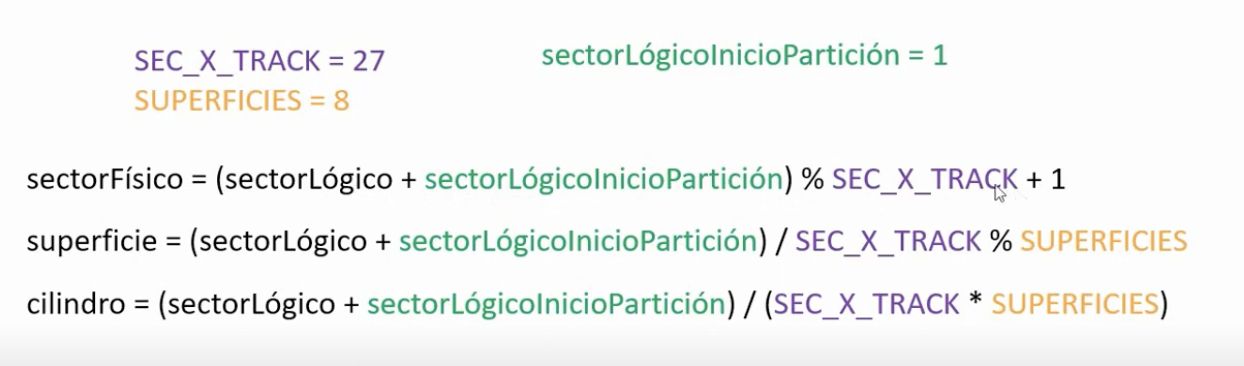 SEC_X_TRACK = 27 sectorLógicoInicioPartición = 1
SUPERFICIES = 8
sectorFísico = (sectorLógico + sectorLógicoInicioPartición) % SEC_X_TRACK + 1
superficie = (sectorLógico + sectorLógicoInicioPartición) / SEC_X_TRACK % SUPERFICIES
cilindro = (sectorLógico + sectorLógicoInicioPartición) / (SEC_X_TRACK * SUPERFICIES)